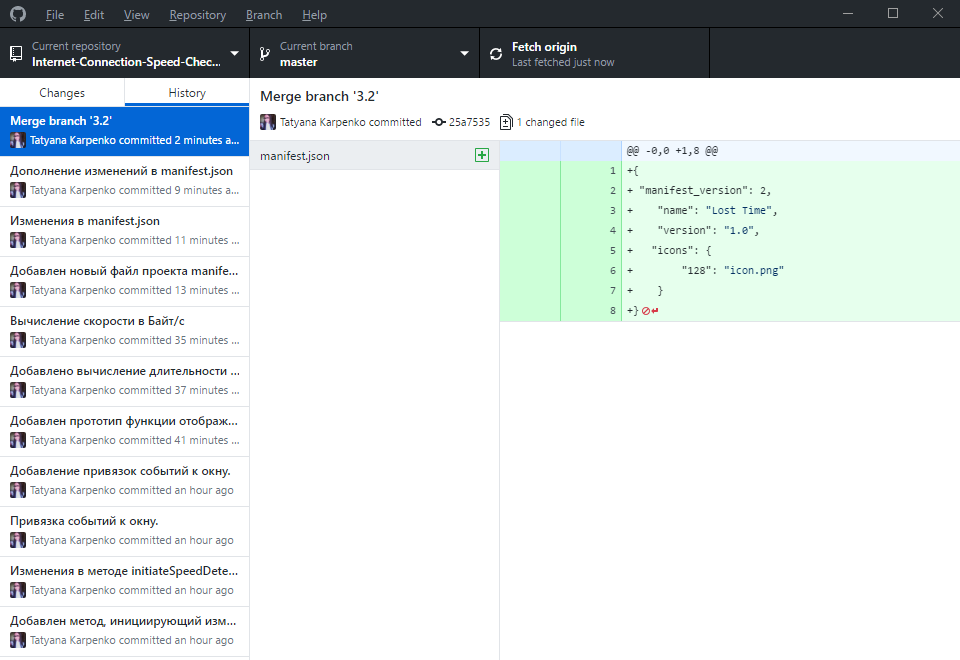 File Edit View Repository Branch Help
Current repository
Internet-Connection-Speed-Chec...
Current branch
master
Fetch origin
Last fetched just now
Changes
History
Merge branch '3.2'
Tatyana Karpenko committed 2 minutes a...
Дополнение изменений в manifest.json
Tatyana Karpenko committed 9 minutes a...
Изменения в manifest.json
Tatyana Karpenko committed 11 minutes ...
Добавлен новый файл проекта manife...
Tatyana Karpenko committed 13 minutes ...
Вычисление скорости в Байт/с
Tatyana Karpenko committed 35 minutes ...
Добавлено вычисление длительности ...
Tatyana Karpenko committed 37 minutes ...
Добавлен прототип функции отображ...
Tatyana Karpenko committed 41 minutes ...
Добавление привязок событий к окну.
Tatyana Karpenko committed an hour ago
Привязка событий к окну.
Tatyana Karpenko committed an hour ago
Изменения в методе initiateSpeedDete...
Tatyana Karpenko committed an hour ago
Добавлен метод, инициирующий изм...
Tatyana Karpenko committed an hour ago
Merge branch '3.2'
Tatyana Karpenko committed 25a7535 1 changed file
manifest.json
@@ -0,0 +1,8 @@
1 +{
2 + "manifest_version": 2,
3 + "name": "Lost Time",
4 + "version": "1.0",
5 + "icons": {
6 + "128": "icon.png"
7 + }
8 +}